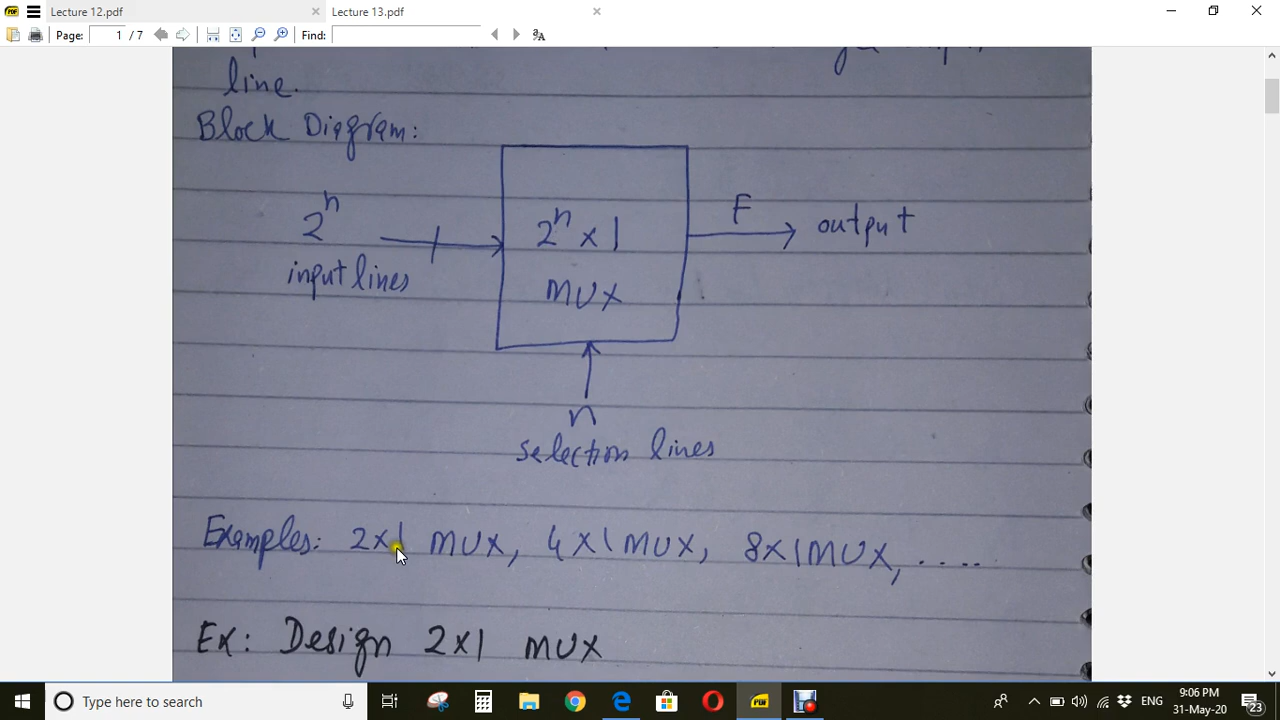 Lecture 12.pdf
Lecture 13.pdf
Page: 1 / 7 Find:
line.
Block Diagram:
2^n
input lines
2^n x 1
MUX
F
output
n
selection lines
Examples: 2x1 MUX, 4x1 MUX, 8x1 MUX, ....
Ex: Design 2x1 MUX
Type here to search
ENG
9:06 PM
31-May-20
23